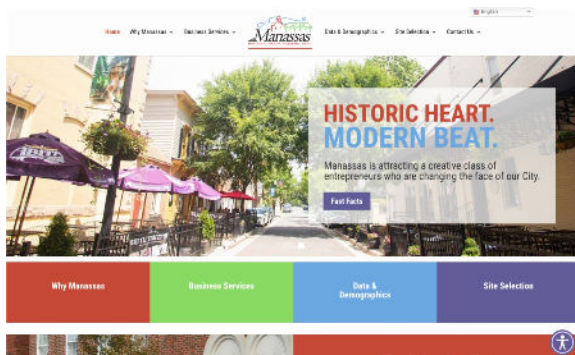 English
Home
Why Manassas
Business Services
Manassas
Data & Demographics
Site Selection
Contact Us
HISTORIC HEART.
MODERN BEAT.
Manassas is attracting a creative class of
entrepreneurs who are changing the face of our City.
Fast Facts
Why Manassas
Business Services
Data &
Demographics
Site Selection